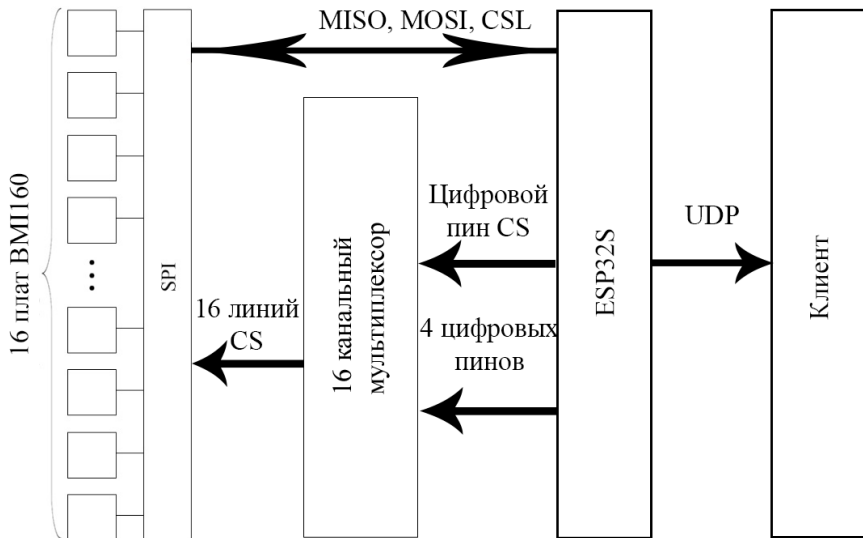 MISO, MOSI, CSL
16 плат BMI160
SPI
16 линий
CS
16 канальный
мультиплексор
Цифровой
пин CS
4 цифровых
пинов
ESP32S
UDP
Клиент